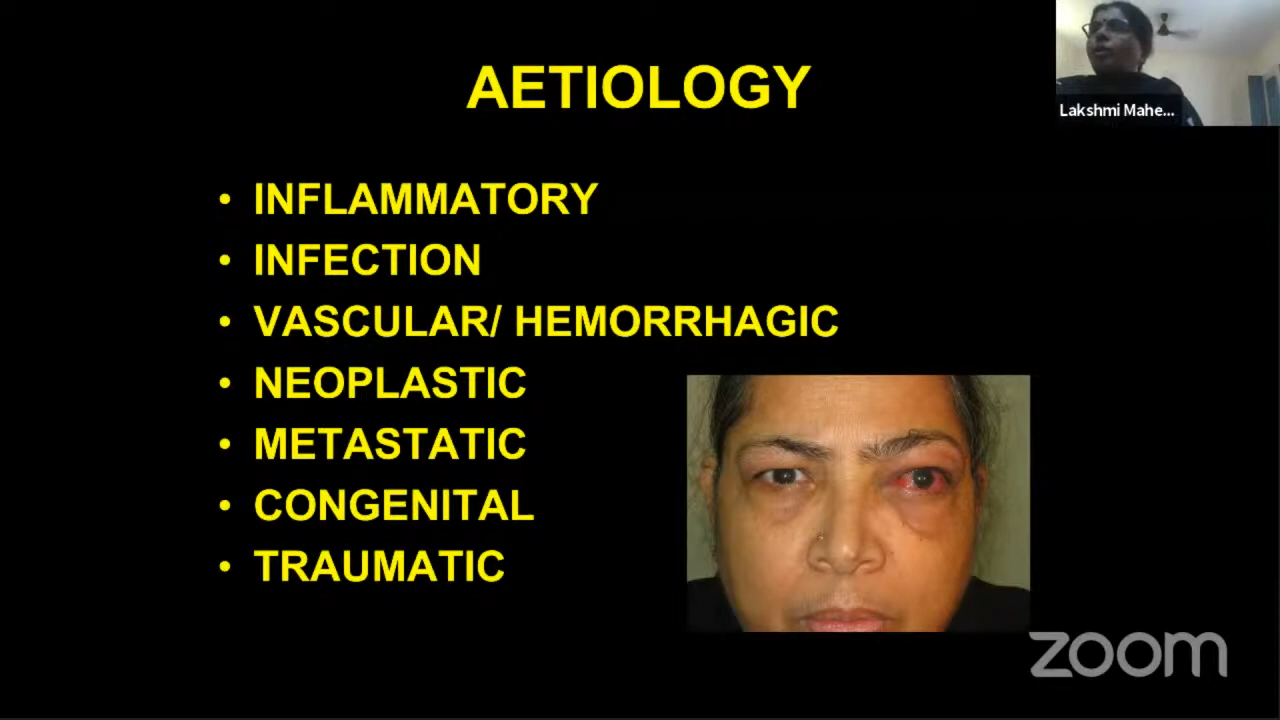 AETIOLOGY
Lakshmi Mahe...
• INFLAMMATORY
• INFECTION
• VASCULAR/ HEMORRHAGIC
• NEOPLASTIC
• METASTATIC
• CONGENITAL
• TRAUMATIC
zoom